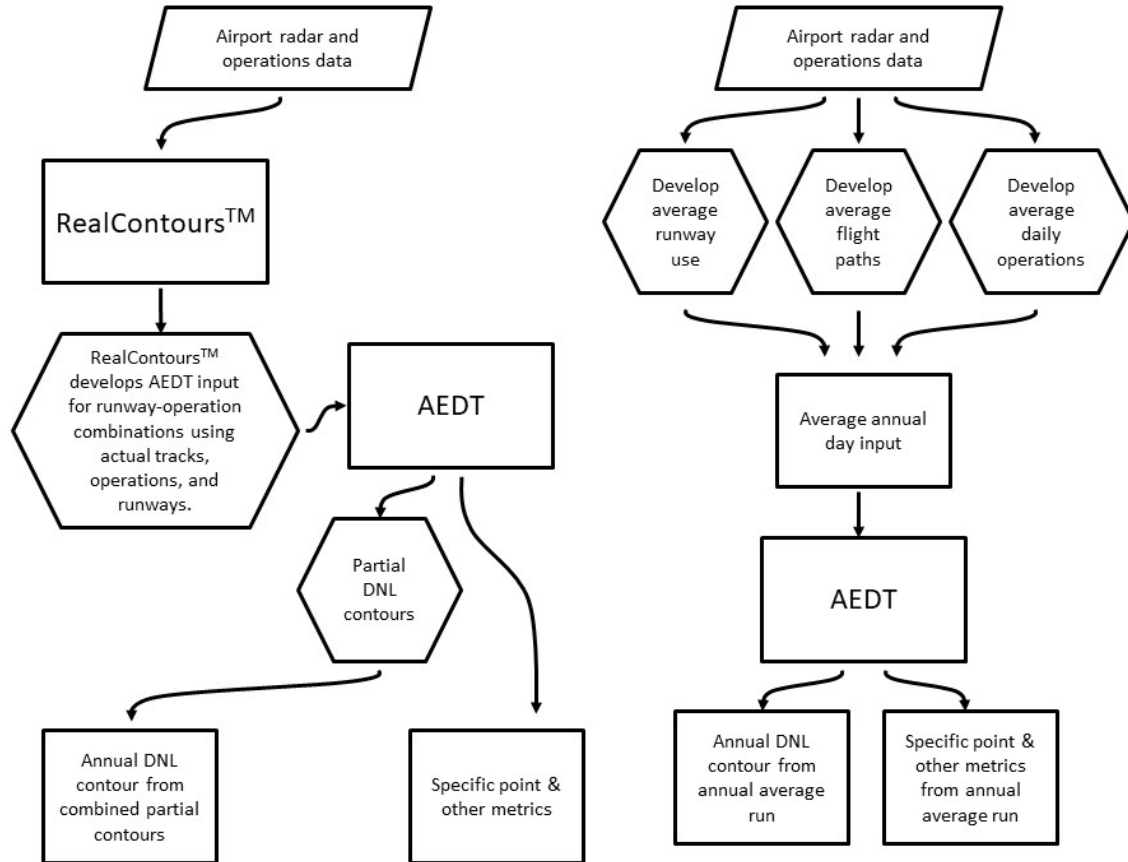 Airport radar and
operations data
RealContours™
RealContours™
develops AEDT input
for runway-operation
combinations using
actual tracks,
operations, and
runways.
AEDT
Partial
DNL
contours
Annual DNL
contour from
combined partial
contours
Specific point &
other metrics
Airport radar and
operations data
Develop
average
runway
use
Develop
average
flight
paths
Develop
average
daily
operations
Average annual
day input
AEDT
Annual DNL
contour from
annual average
run
Specific point &
other metrics
from annual
average run